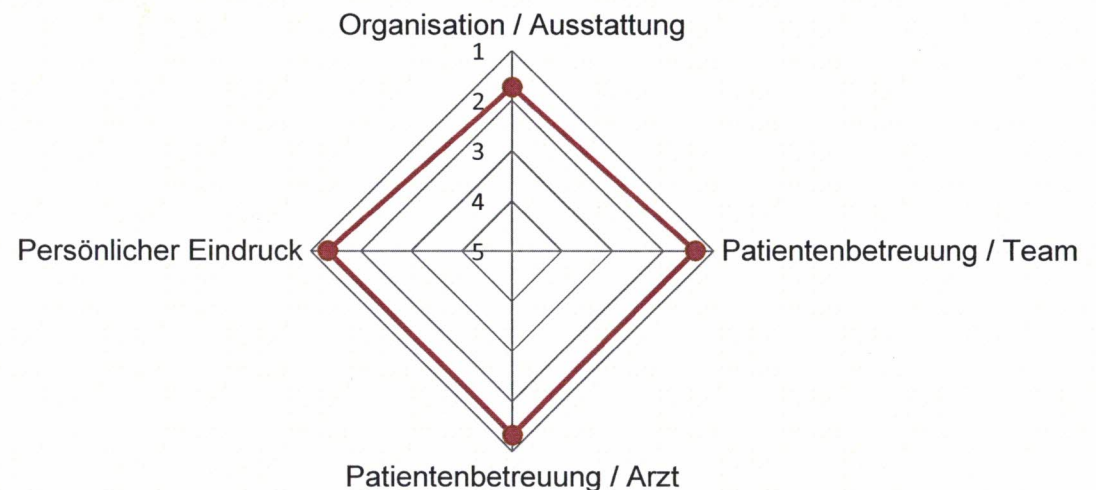 Organisation / Ausstattung
1
2
3
4
Persönlicher Eindruck
5
Patientenbetreuung / Team
Patientenbetreuung / Arzt